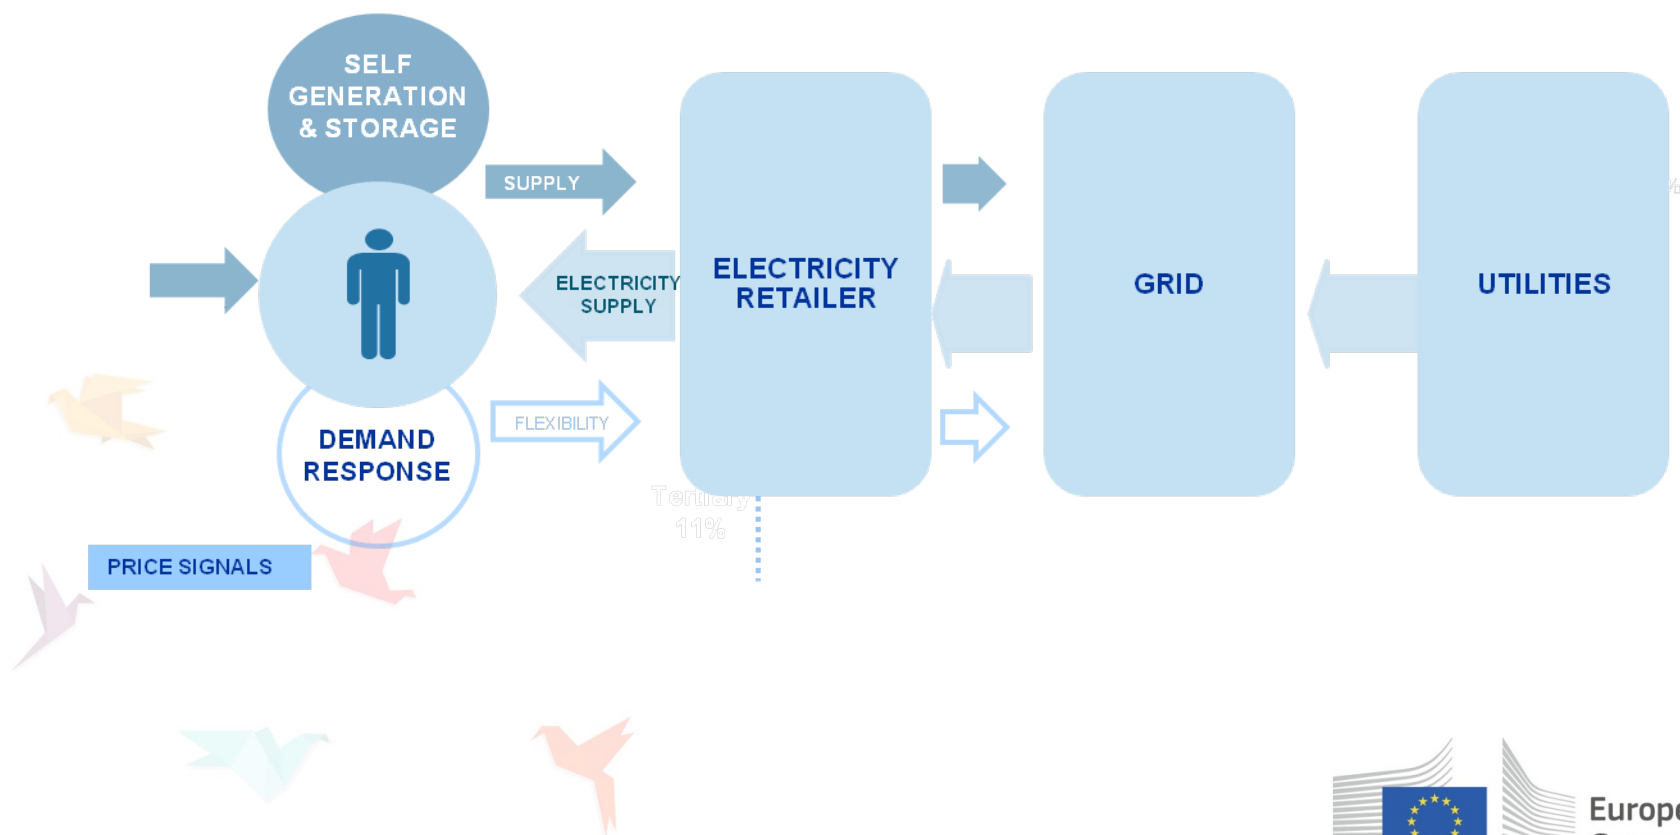 SELF
GENERATION
& STORAGE
SUPPLY
ELECTRICITY
SUPPLY
ELECTRICITY
RETAILER
GRID
UTILITIES
FLEXIBILITY
DEMAND
RESPONSE
Tertiary
11%
PRICE SIGNALS
%